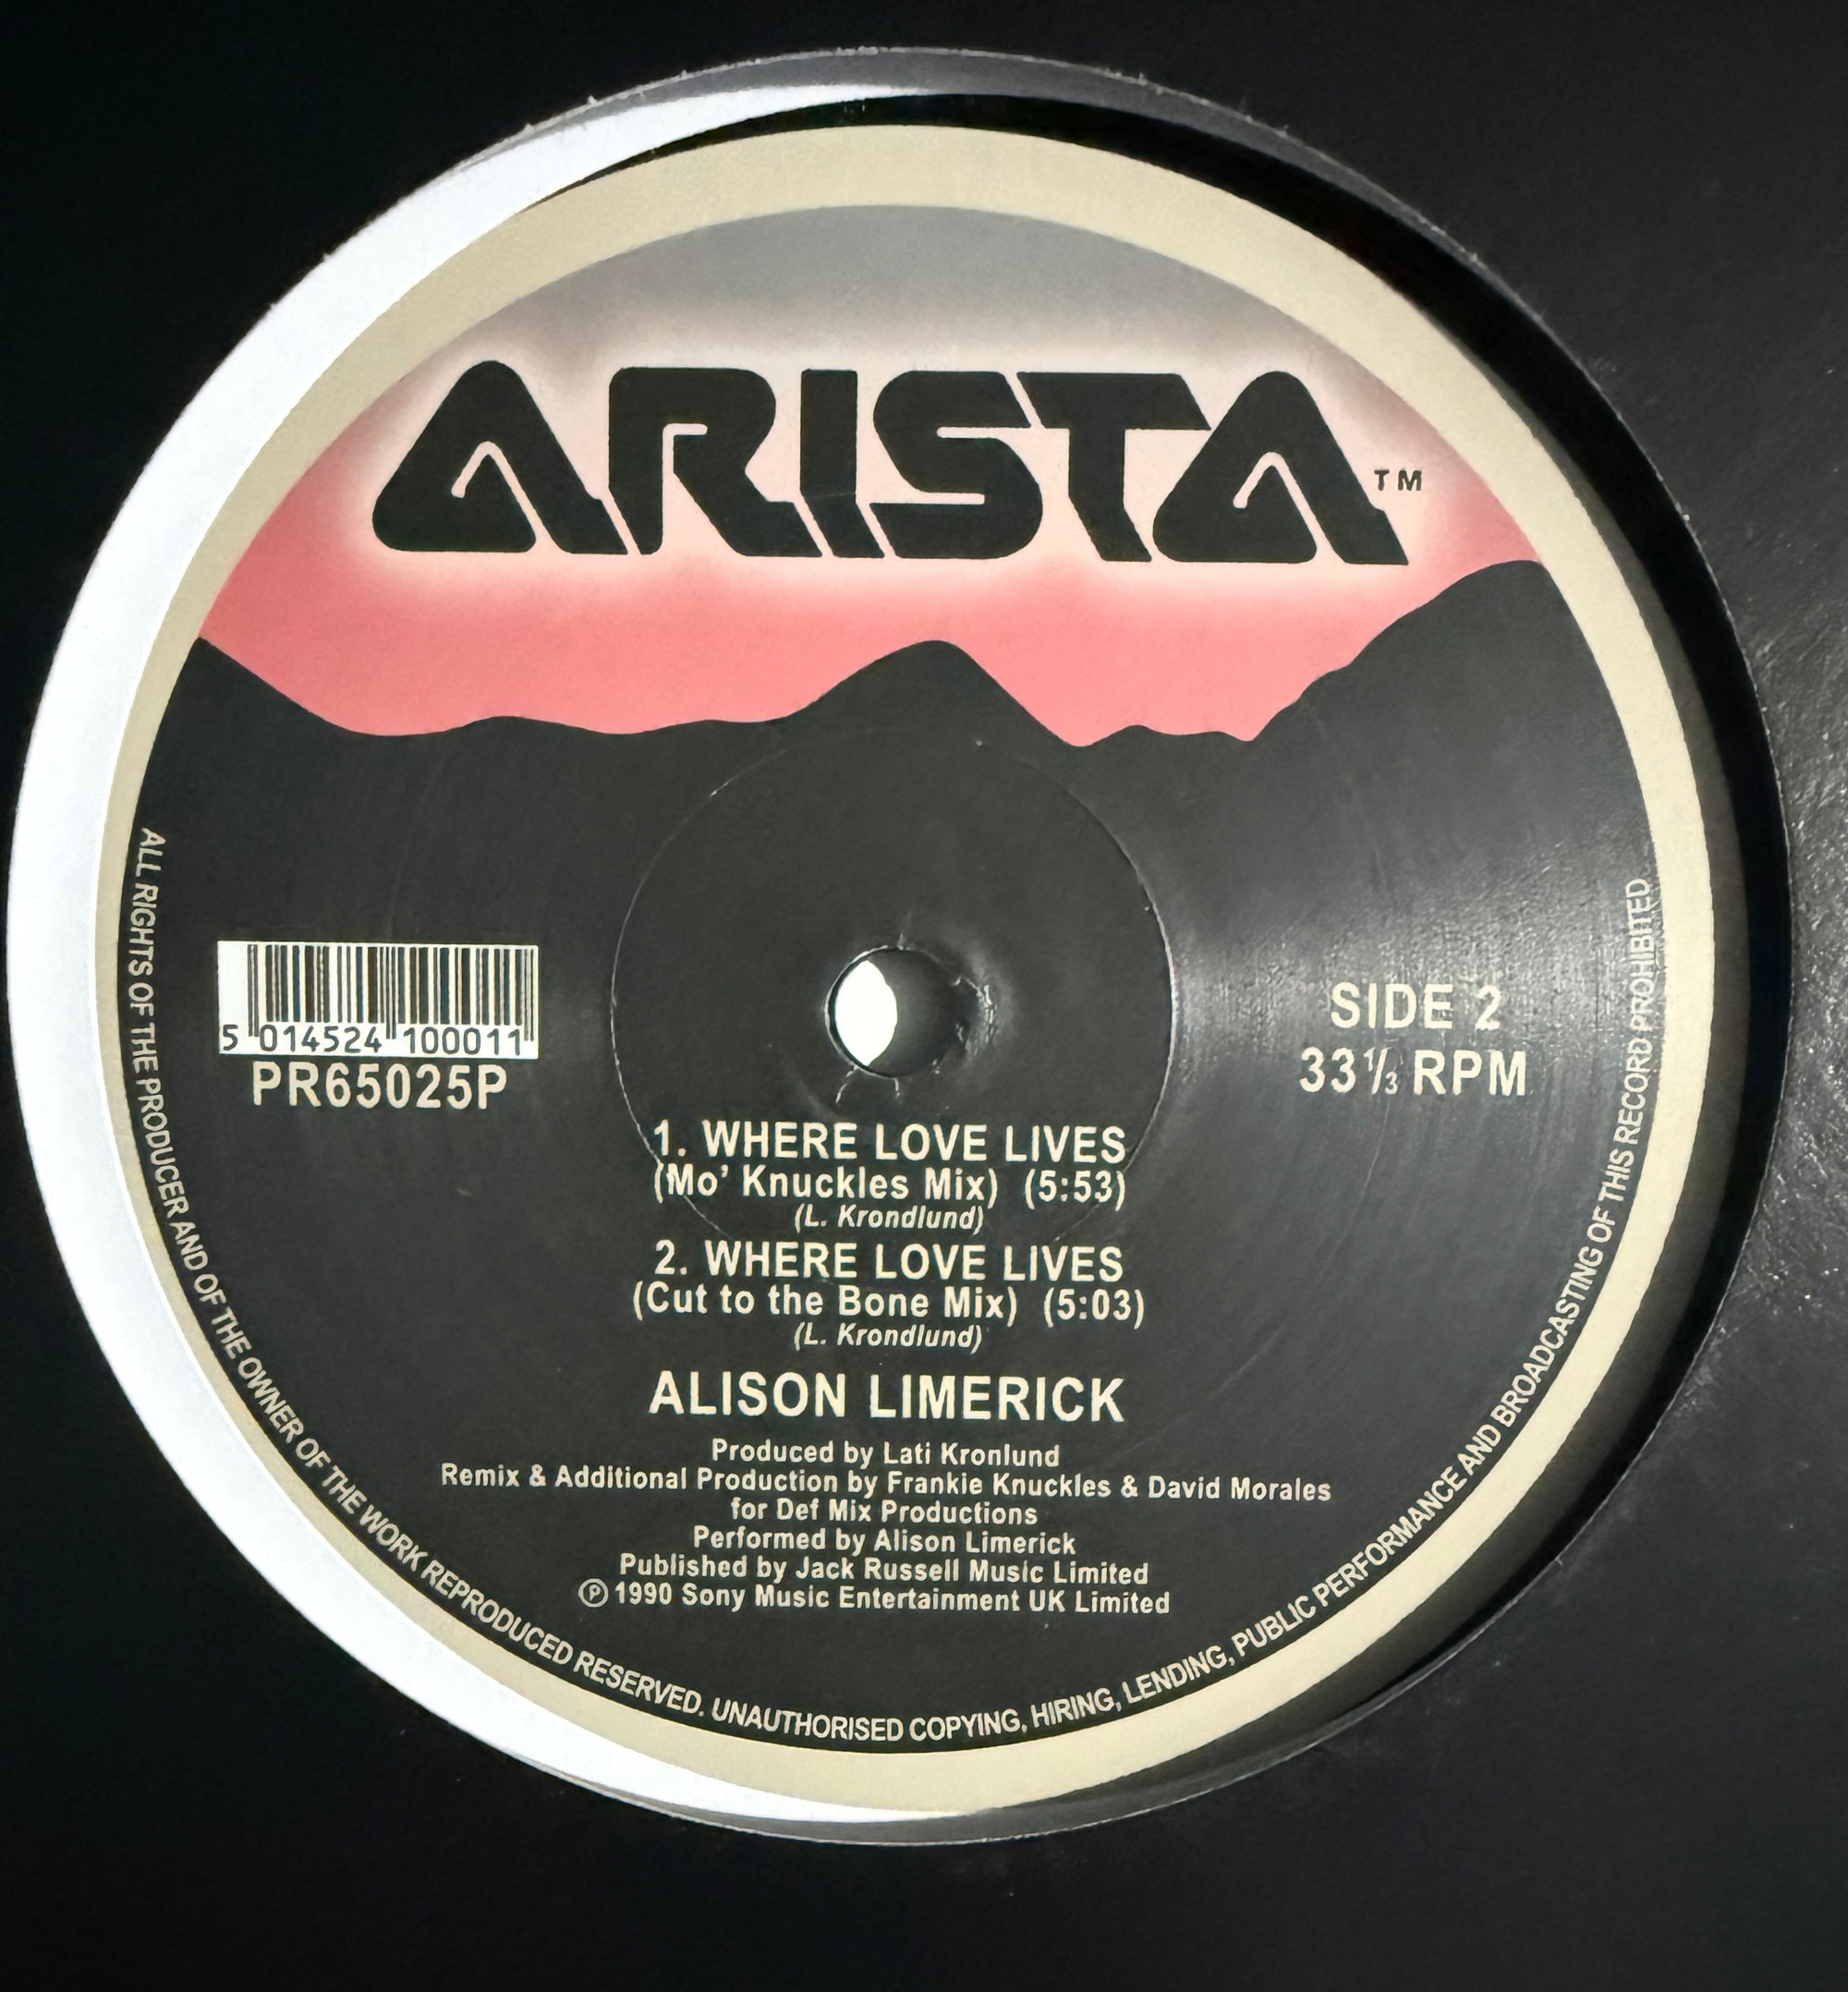 ARISTA™
5 014524 100011
PR65025P
SIDE 2
33⅓ RPM
1. WHERE LOVE LIVES
(Mo' Knuckles Mix) (5:53)
(L. Krondlund)
2. WHERE LOVE LIVES
(Cut to the Bone Mix) (5:03)
(L. Krondlund)
ALISON LIMERICK
Produced by Lati Kronlund
Remix & Additional Production by Frankie Knuckles & David Morales
for Def Mix Productions
Performed by Alison Limerick
Published by Jack Russell Music Limited
℗ 1990 Sony Music Entertainment UK Limited
ALL RIGHTS OF THE PRODUCER AND OF THE OWNER OF THE WORK REPRODUCED RESERVED. UNAUTHORISED COPYING, HIRING, LENDING, PUBLIC PERFORMANCE AND BROADCASTING OF THIS RECORD PROHIBITED